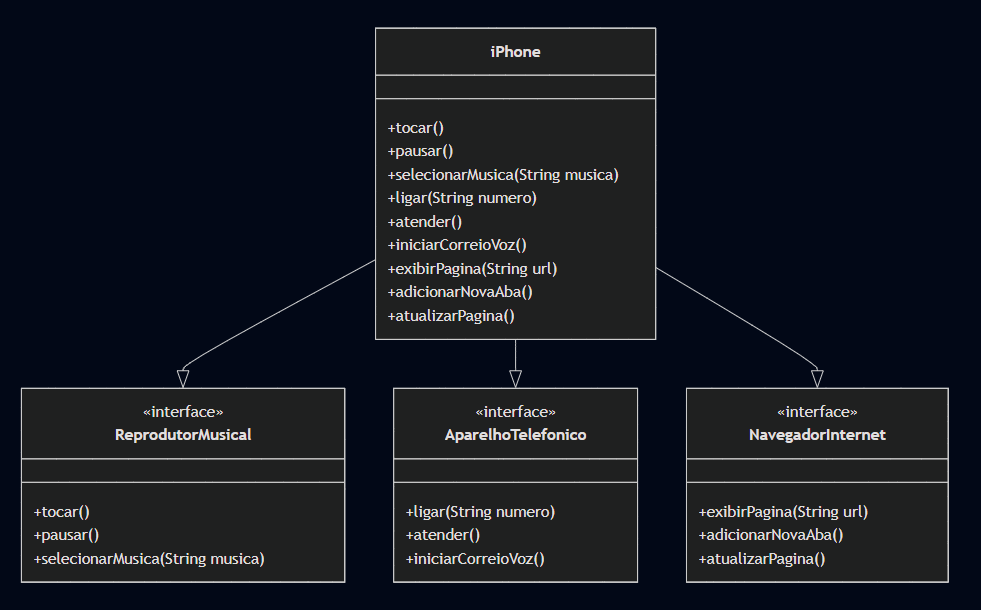 iPhone
+tocar()
+pausar()
+selecionarMusica(String musica)
+ligar(String numero)
+atender()
+iniciarCorreioVoz()
+exibirPagina(String url)
+adicionarNovaAba()
+atualizarPagina()
«interface»
ReprodutorMusical
+tocar()
+pausar()
+selecionarMusica(String musica)
«interface»
AparelhoTelefonico
+ligar(String numero)
+atender()
+iniciarCorreioVoz()
«interface»
NavegadorInternet
+exibirPagina(String url)
+adicionarNovaAba()
+atualizarPagina()